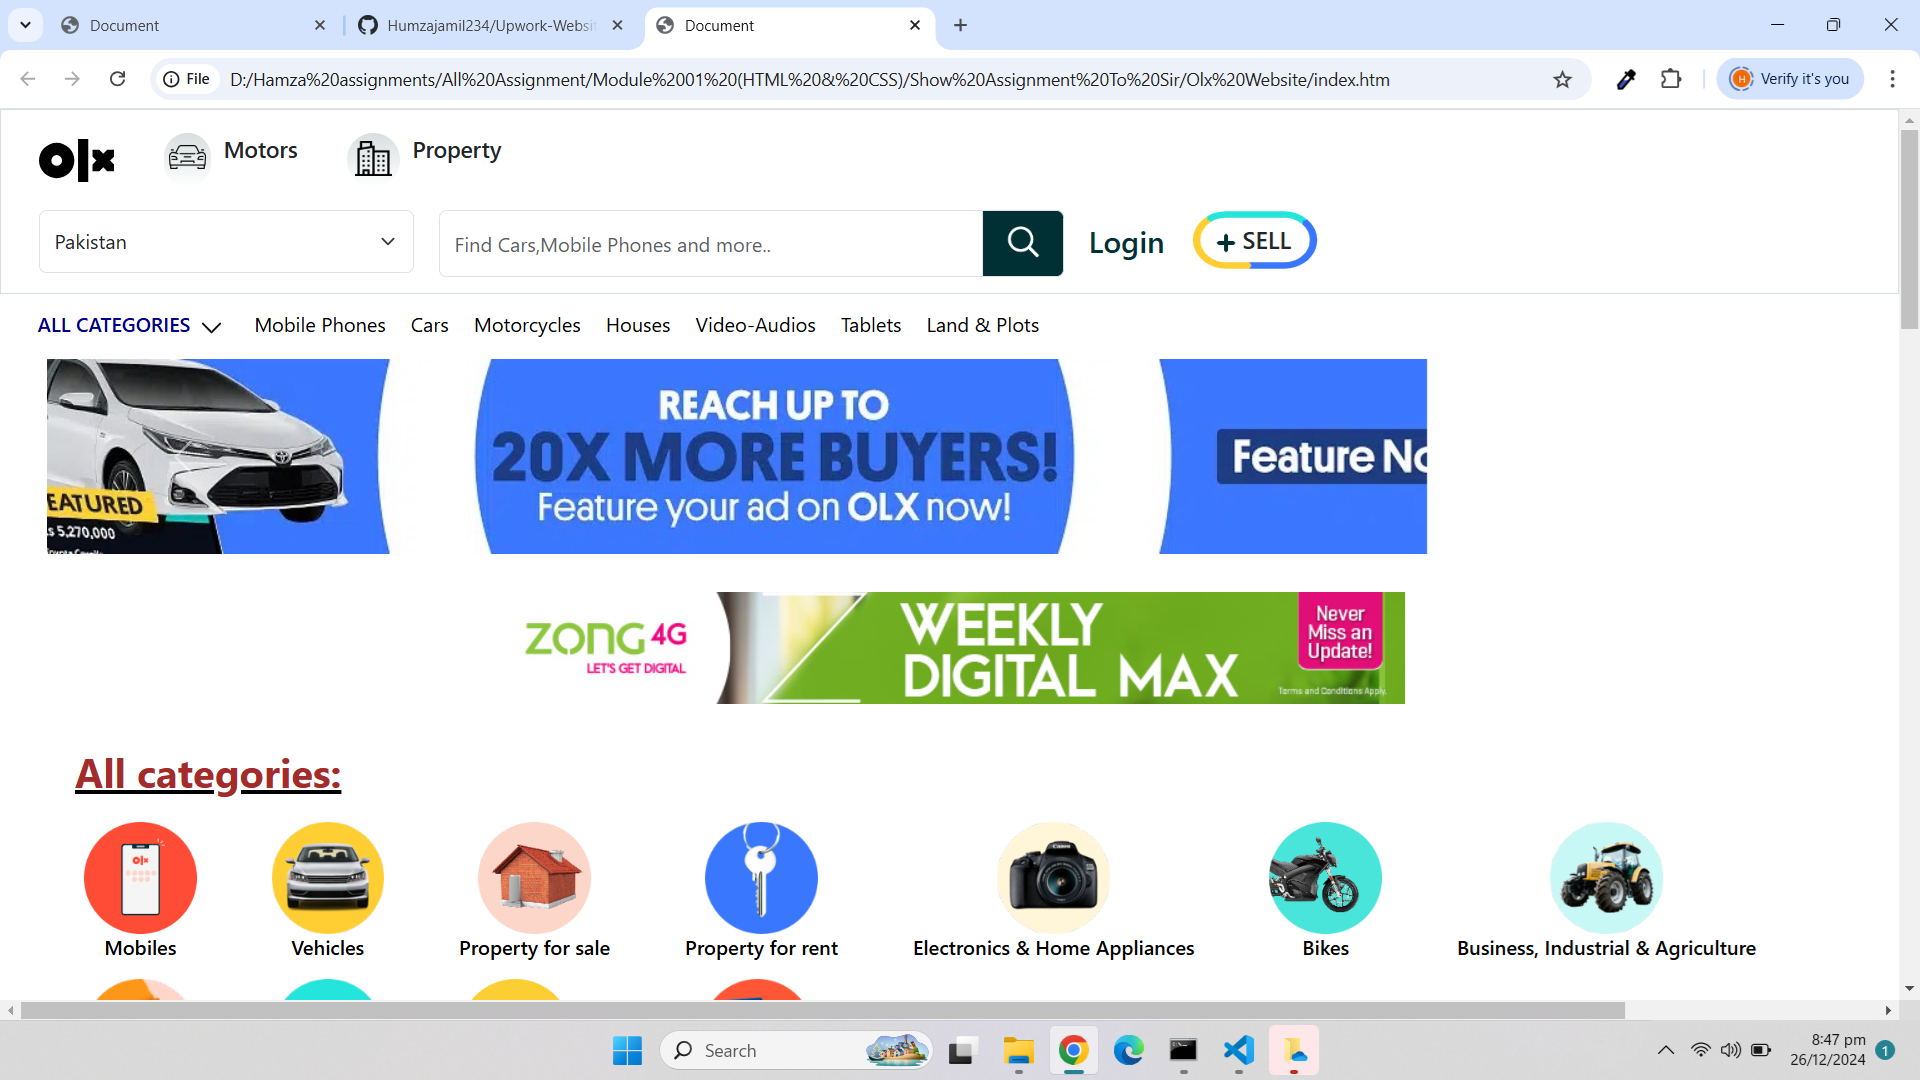 Document
Humzajamil234/Upwork-Websi
Document
File
D:/Hamza%20assignments/All%20Assignment/Module%2001%20(HTML%20&%20CSS)/Show%20Assignment%20To%20Sir/Olx%20Website/index.htm
H
Verify it's you
olx
Motors
Property
Pakistan
Find Cars,Mobile Phones and more..
Login
+ SELL
ALL CATEGORIES
Mobile Phones
Cars
Motorcycles
Houses
Video-Audios
Tablets
Land & Plots
EATURED
s 5,270,000
REACH UP TO
20X MORE BUYERS!
Feature your ad on OLX now!
Feature No
ZONG 4G
LET'S GET DIGITAL
WEEKLY
DIGITAL MAX
Never
Miss an
Update!
Terms and Conditions Apply.
All categories:
olx
Canon
Mobiles
Vehicles
Property for sale
Property for rent
Electronics & Home Appliances
Bikes
Business, Industrial & Agriculture
Search
8:47 pm
26/12/2024
1